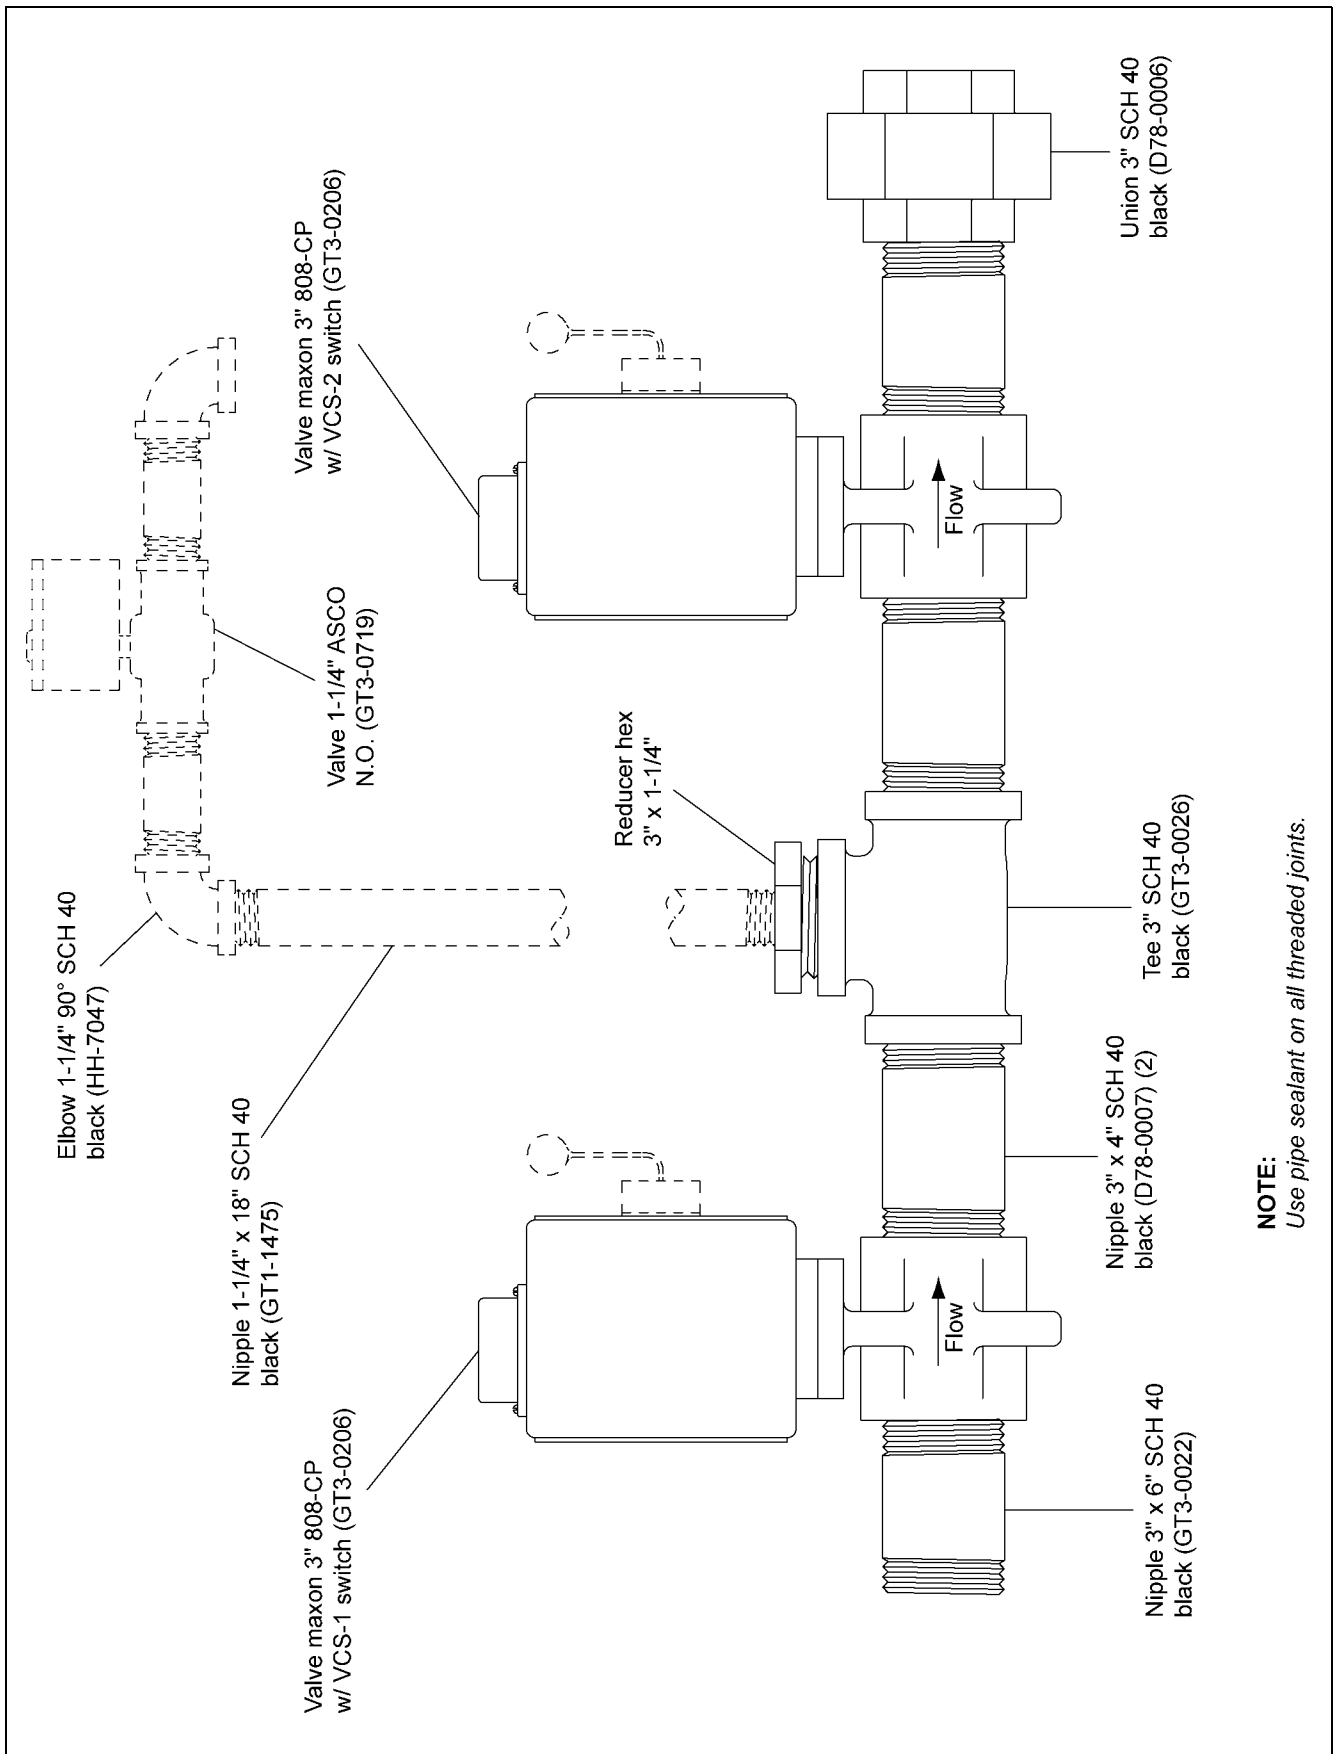 Elbow 1-1/4" 90° SCH 40
black (HH-7047)
Nipple 1-1/4" x 18" SCH 40
black (GT1-1475)
Valve maxon 3" 808-CP
w/ VCS-1 switch (GT3-0206)
Valve 1-1/4" ASCO
N.O. (GT3-0719)
Valve maxon 3" 808-CP
w/ VCS-2 switch (GT3-0206)
Reducer hex
3" x 1-1/4"
Flow
Flow
Nipple 3" x 6" SCH 40
black (GT3-0022)
Nipple 3" x 4" SCH 40
black (D78-0007) (2)
Tee 3" SCH 40
black (GT3-0026)
Union 3" SCH 40
black (D78-0006)
NOTE:
Use pipe sealant on all threaded joints.